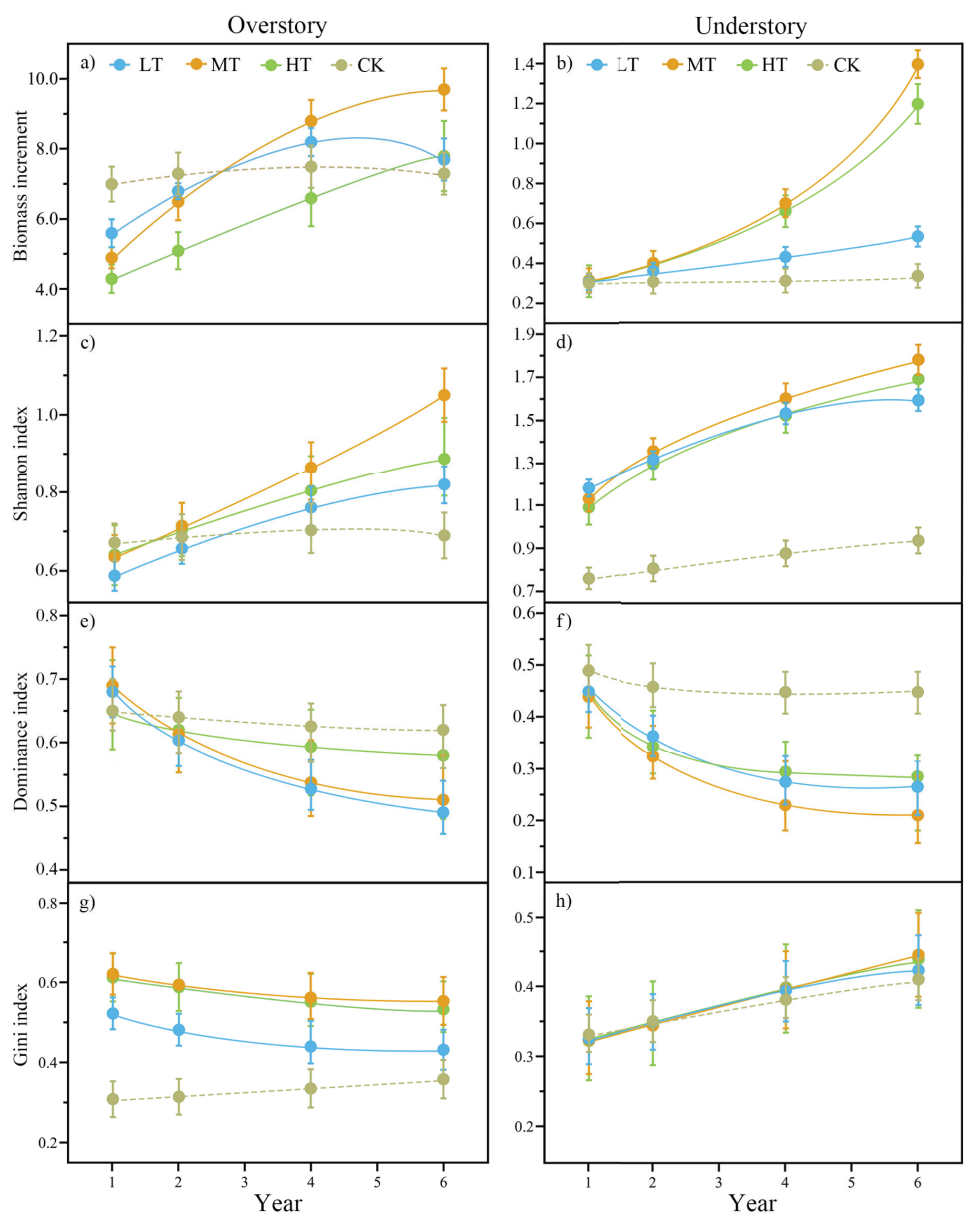 Overstory
Understory
a) LT MT HT CK
b) LT MT HT CK
Biomass increment
10.0
8.0
6.0
4.0
1.4
1.2
1.0
0.8
0.6
0.4
0.2
c)
d)
Shannon index
1.2
1.0
0.8
0.6
1.9
1.7
1.5
1.3
1.1
0.9
0.7
e)
f)
Dominance index
0.8
0.7
0.6
0.5
0.4
0.6
0.5
0.4
0.3
0.2
0.1
g)
h)
Gini index
0.8
0.6
0.4
0.2
0.5
0.4
0.3
0.2
1 2 3 4 5 6
1 2 3 4 5 6
Year
Year